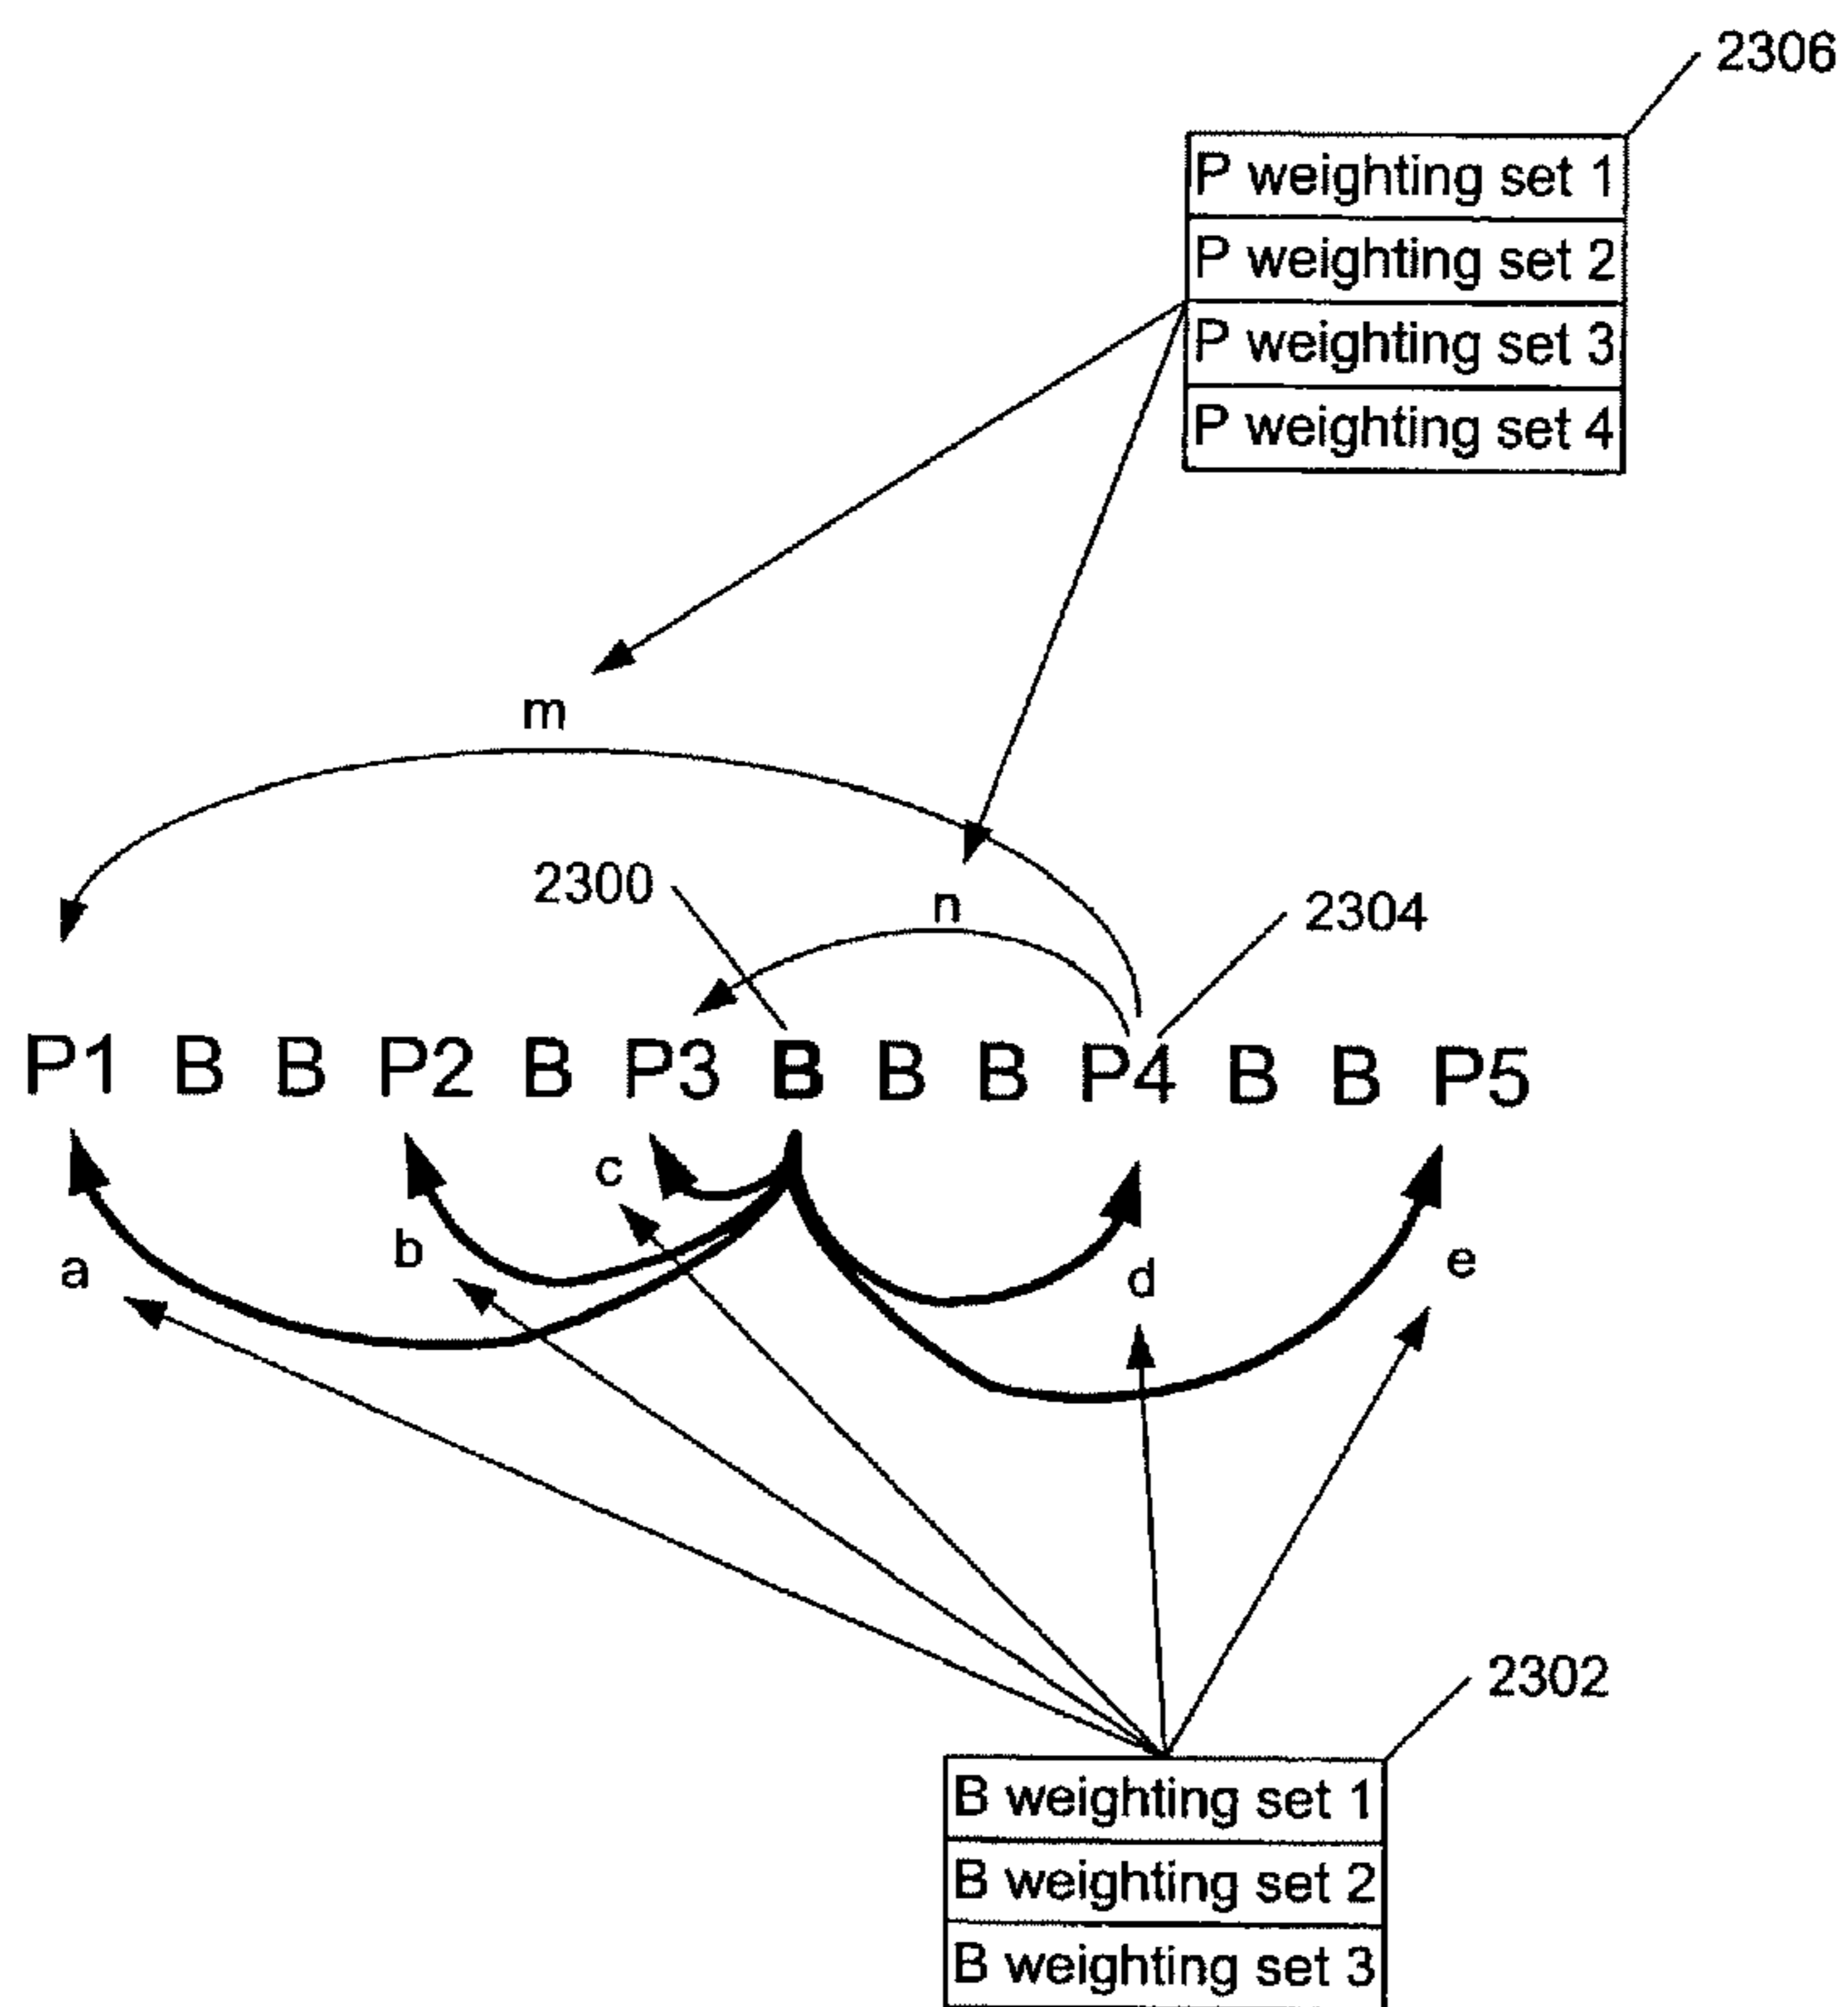 2306
P weighting set 1
P weighting set 2
P weighting set 3
P weighting set 4
m
2300
n
2304
P1 B B P2 B P3 B B B P4 B B P5
c
b
a
d
e
2302
B weighting set 1
B weighting set 2
B weighting set 3